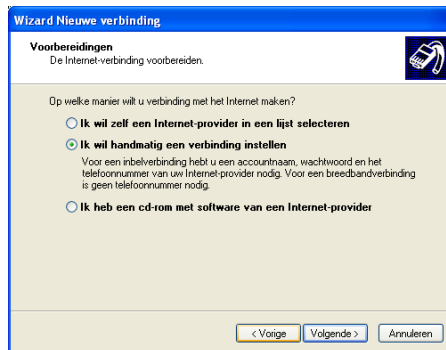 Wizard Nieuwe verbinding
Voorbereidingen
De Internet-verbinding voorbereiden.
Op welke manier wilt u verbinding met het Internet maken?
Ik wil zelf een Internet-provider in een lijst selecteren
Ik wil handmatig een verbinding instellen
Voor een inbelverbinding hebt u een accountnaam, wachtwoord en het
telefoonnummer van uw Internet-provider nodig. Voor een breedbandverbinding
is geen telefoonnummer nodig.
Ik heb een cd-rom met software van een Internet-provider
< Vorige Volgende > Annuleren